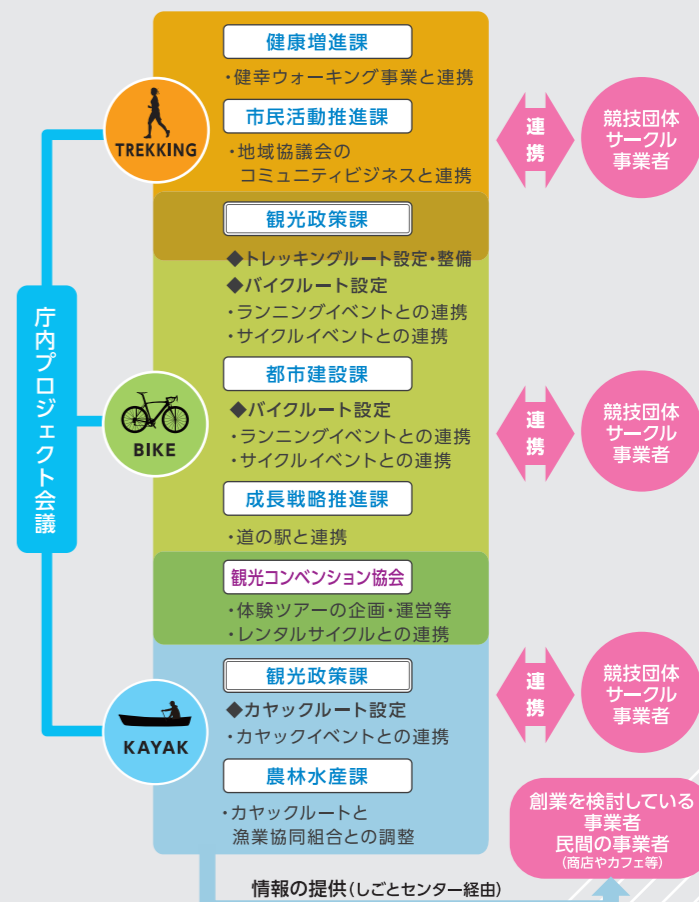 庁内プロジェクト会議
TREKKING
健康増進課
・健幸ウォーキング事業と連携
市民活動推進課
・地域協議会の
コミュニティビジネスと連携
連携
競技団体
サークル
事業者
観光政策課
◆トレッキングルート設定・整備
◆バイクルート設定
・ランニングイベントとの連携
・サイクルイベントとの連携
BIKE
都市建設課
◆バイクルート設定
・ランニングイベントとの連携
・サイクルイベントとの連携
連携
競技団体
サークル
事業者
成長戦略推進課
・道の駅と連携
観光コンベンション協会
・体験ツアーの企画・運営等
・レンタルサイクルとの連携
KAYAK
観光政策課
◆カヤックルート設定
・カヤックイベントとの連携
連携
競技団体
サークル
事業者
農林水産課
・カヤックルートと
漁業協同組合との調整
創業を検討している
事業者
民間の事業者
(商店やカフェ等)
情報の提供(しごとセンター経由)